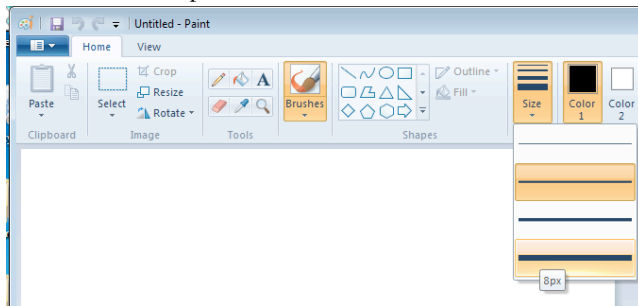 Untitled - Paint
Home View
Crop Outline
Resize Fill
Paste Select Rotate Brushes Size Color 1 Color 2
A
Clipboard Image Tools Shapes
8px